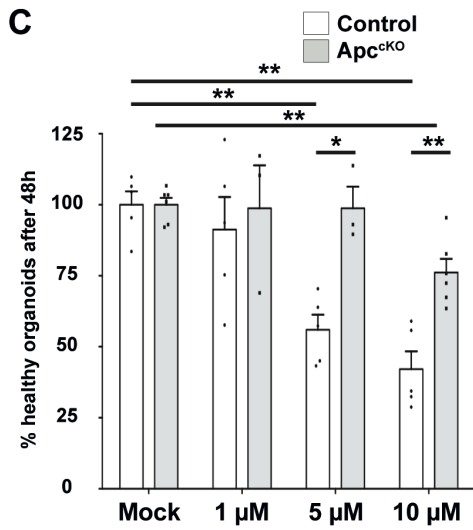 C
Control
Apc^cKO
**
**
**
* **
125
100
75
50
25
0
% healthy organoids after 48h
Mock 1 µM 5 µM 10 µM